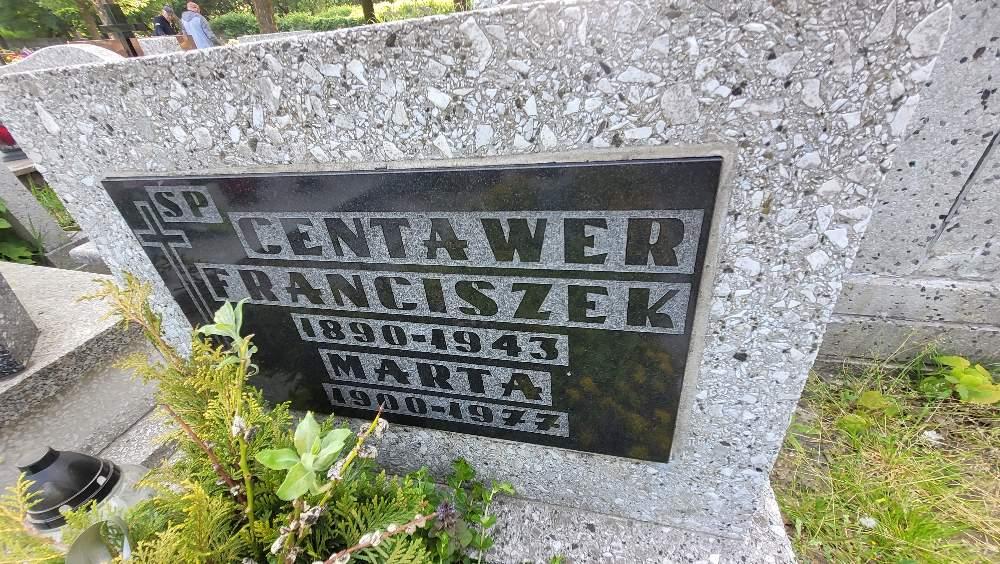 SP
CENTAWER
FRANCISZEK
1890-1943
MARTA
1900-1977